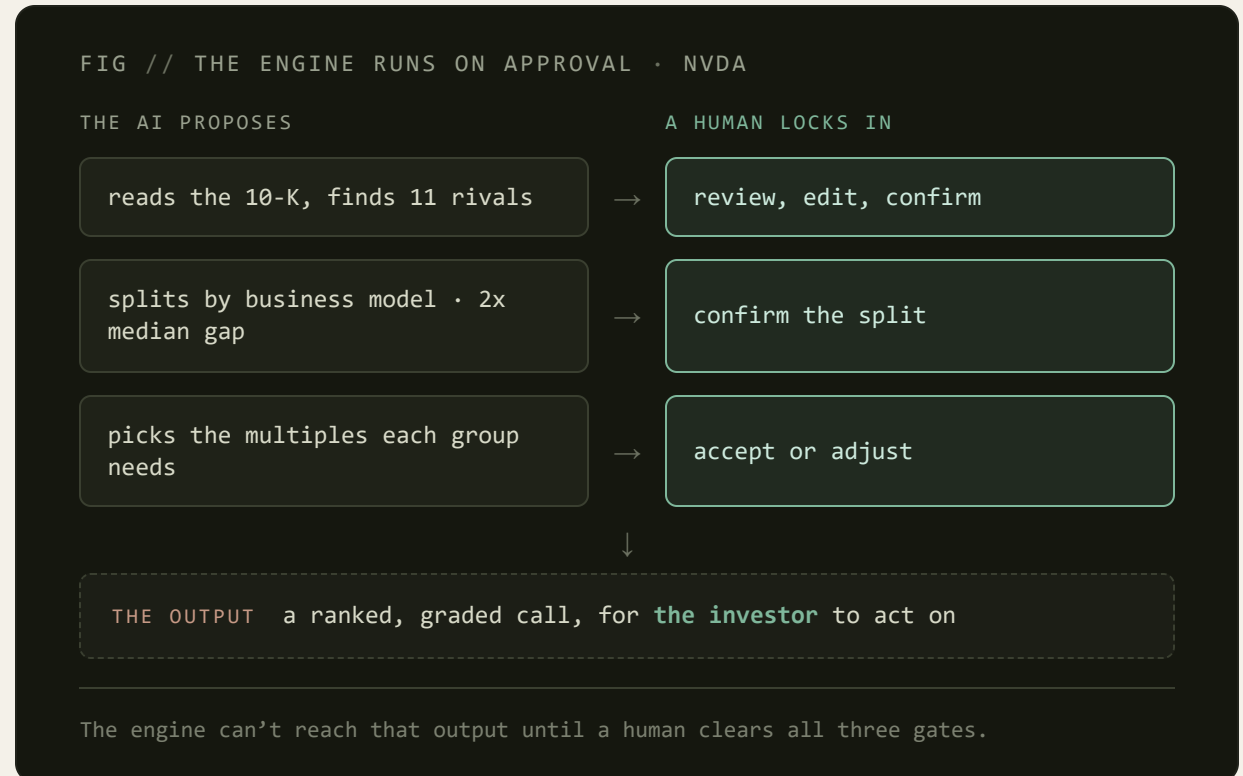 FIG // THE ENGINE RUNS ON APPROVAL · NVDA
THE AI PROPOSES
A HUMAN LOCKS IN
reads the 10-K, finds 11 rivals
→
review, edit, confirm
splits by business model · 2x
median gap
→
confirm the split
picks the multiples each group
needs
→
accept or adjust
↓
THE OUTPUT a ranked, graded call, for the investor to act on
The engine can’t reach that output until a human clears all three gates.